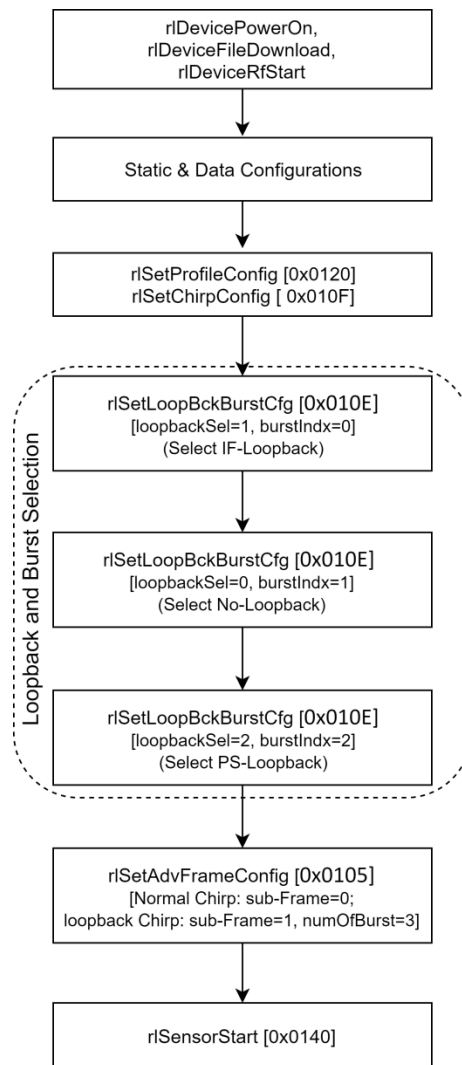 rlDevicePowerOn,
rlDeviceFileDownload,
rlDeviceRfStart
Static & Data Configurations
rlSetProfileConfig [0x0120]
rlSetChirpConfig [ 0x010F]
Loopback and Burst Selection
rlSetLoopBckBurstCfg [0x010E]
[loopbackSel=1, burstIndx=0]
(Select IF-Loopback)
rlSetLoopBckBurstCfg [0x010E]
[loopbackSel=0, burstIndx=1]
(Select No-Loopback)
rlSetLoopBckBurstCfg [0x010E]
[loopbackSel=2, burstIndx=2]
(Select PS-Loopback)
rlSetAdvFrameConfig [0x0105]
[Normal Chirp: sub-Frame=0;
loopback Chirp: sub-Frame=1, numOfBurst=3]
rlSensorStart [0x0140]